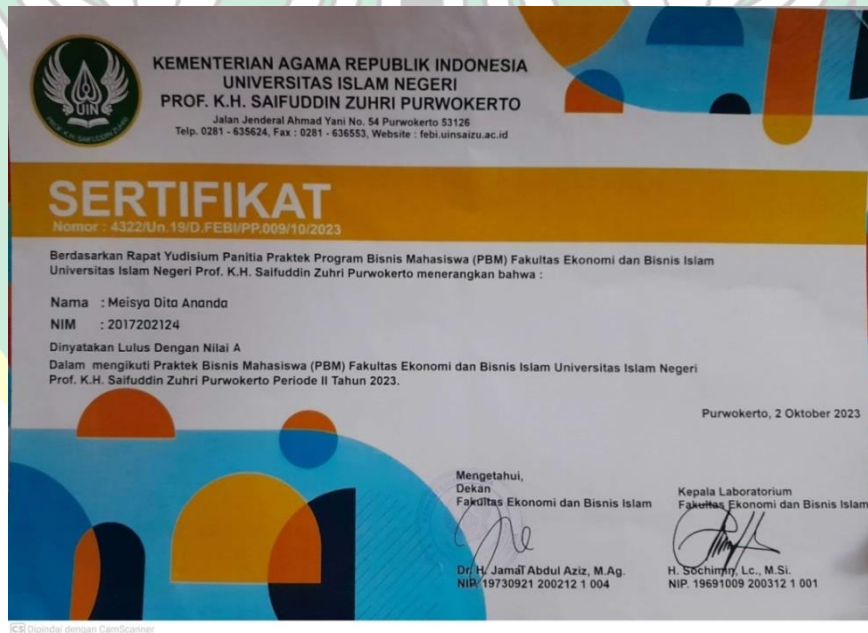 KEMENTERIAN AGAMA REPUBLIK INDONESIA
UNIVERSITAS ISLAM NEGERI
PROF. K.H. SAIFUDDIN ZUHRI PURWOKERTO
Jalan Jenderal Ahmad Yani No. 54 Purwokerto 53126
Telp. 0281 - 635624, Fax : 0281 - 636553, Website : febi.uinsaizu.ac.id
UIN
PROF. K.H. SAIFUDDIN ZUHRI
SERTIFIKAT
Nomor : 4322/Un.19/D.FEBI/PP.009/10/2023
Berdasarkan Rapat Yudisium Panitia Praktek Program Bisnis Mahasiswa (PBM) Fakultas Ekonomi dan Bisnis Islam
Universitas Islam Negeri Prof. K.H. Saifuddin Zuhri Purwokerto menerangkan bahwa :
Nama : Meisya Dita Ananda
NIM : 2017202124
Dinyatakan Lulus Dengan Nilai A
Dalam mengikuti Praktek Bisnis Mahasiswa (PBM) Fakultas Ekonomi dan Bisnis Islam Universitas Islam Negeri
Prof. K.H. Saifuddin Zuhri Purwokerto Periode II Tahun 2023.
Purwokerto, 2 Oktober 2023
Mengetahui,
Dekan
Fakultas Ekonomi dan Bisnis Islam
Dr. H. Jamal Abdul Aziz, M.Ag.
NIP. 19730921 200212 1 004
Kepala Laboratorium
Fakultas Ekonomi dan Bisnis Islam
H. Sochimin, Lc., M.Si.
NIP. 19691009 200312 1 001
CS Dipindai dengan CamScanner